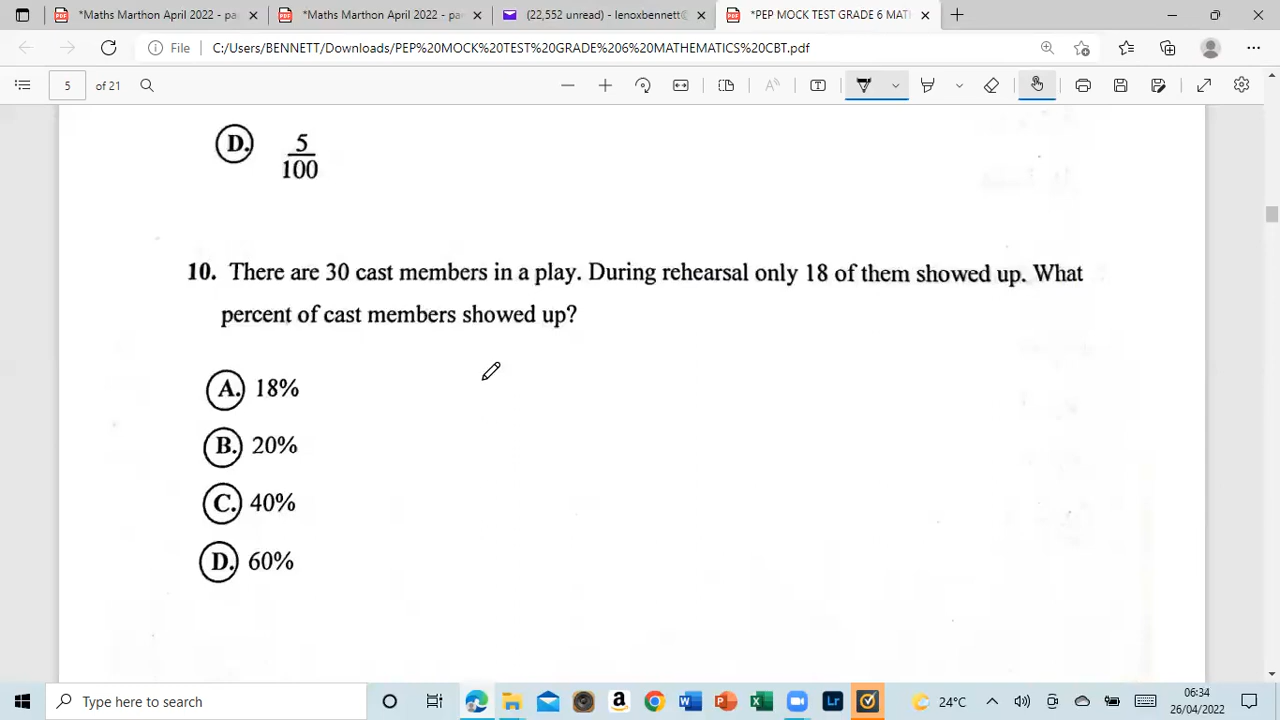 *Maths Marthon April 2022 - pa
*Maths Marthon April 2022 - pa
(22,552 unread) - lenoxbennett@
*PEP MOCK TEST GRADE 6 MATH
File
C:/Users/BENNETT/Downloads/PEP%20MOCK%20TEST%20GRADE%206%20MATHEMATICS%20CBT.pdf
5 of 21
D. 5/100
10. There are 30 cast members in a play. During rehearsal only 18 of them showed up. What
percent of cast members showed up?
A. 18%
B. 20%
C. 40%
D. 60%
Type here to search
24°C
06:34
26/04/2022